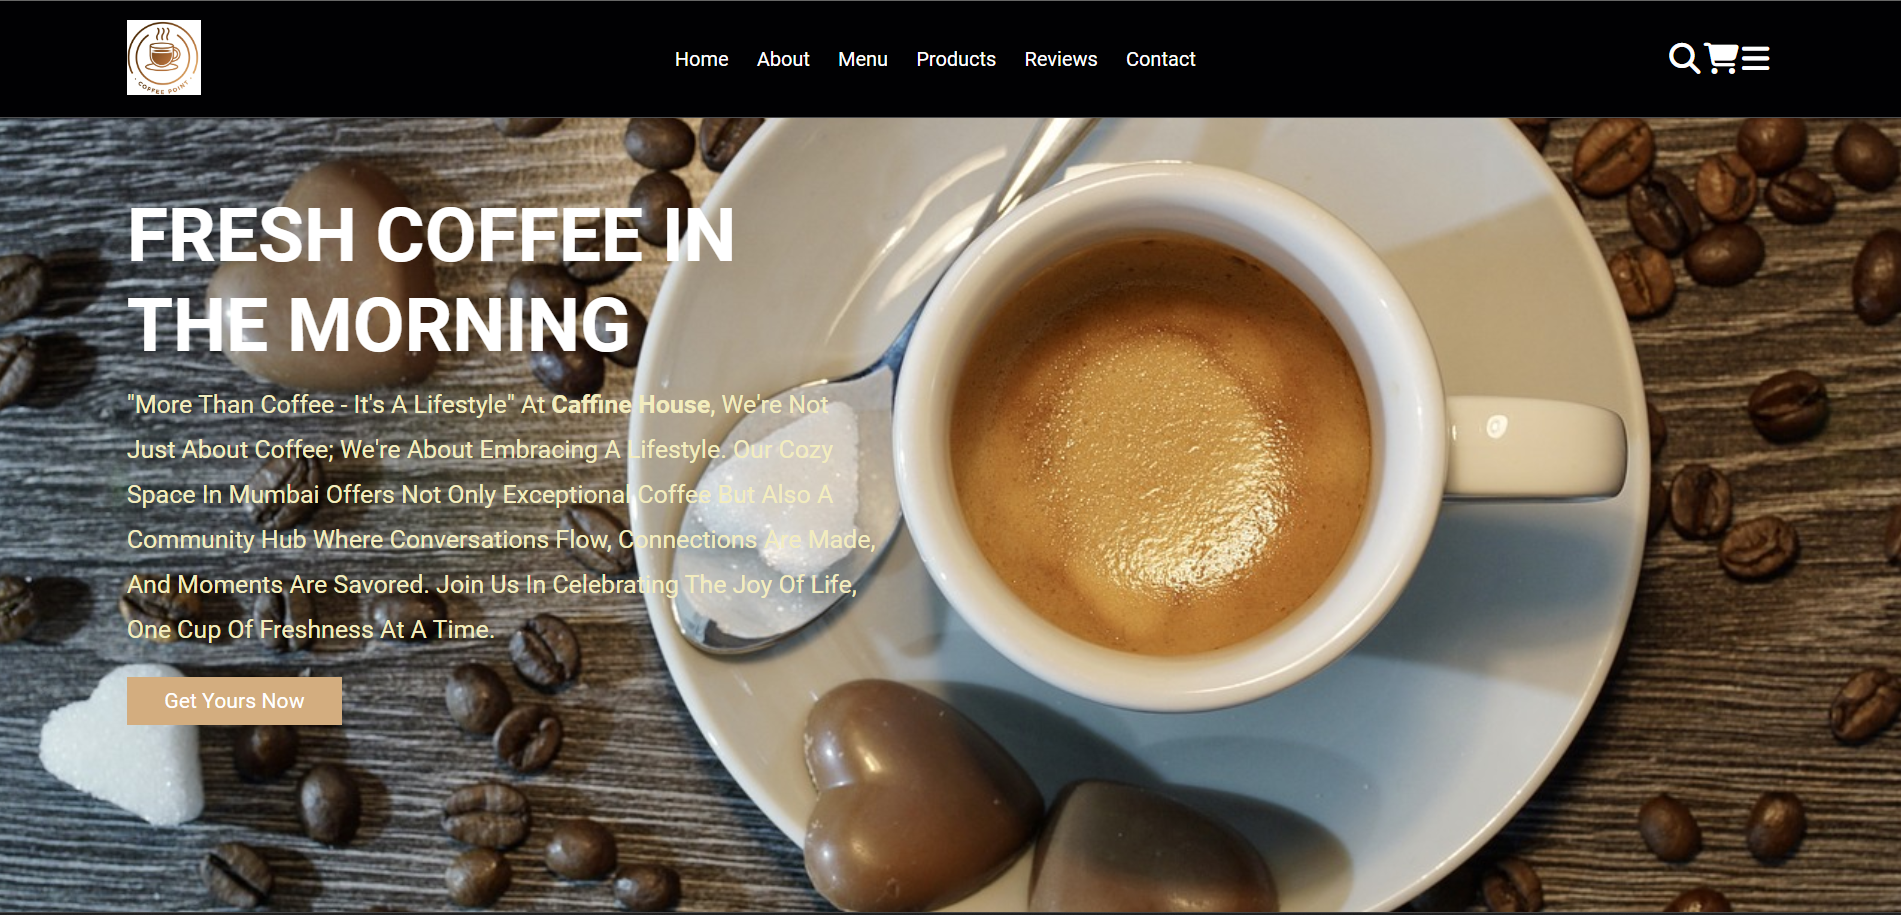 COFFEE POINT
Home About Menu Products Reviews Contact
FRESH COFFEE IN
THE MORNING
"More Than Coffee - It's A Lifestyle" At Caffine House, We're Not
Just About Coffee; We're About Embracing A Lifestyle. Our Cozy
Space In Mumbai Offers Not Only Exceptional Coffee But Also A
Community Hub Where Conversations Flow, Connections Are Made,
And Moments Are Savored. Join Us In Celebrating The Joy Of Life,
One Cup Of Freshness At A Time.
Get Yours Now